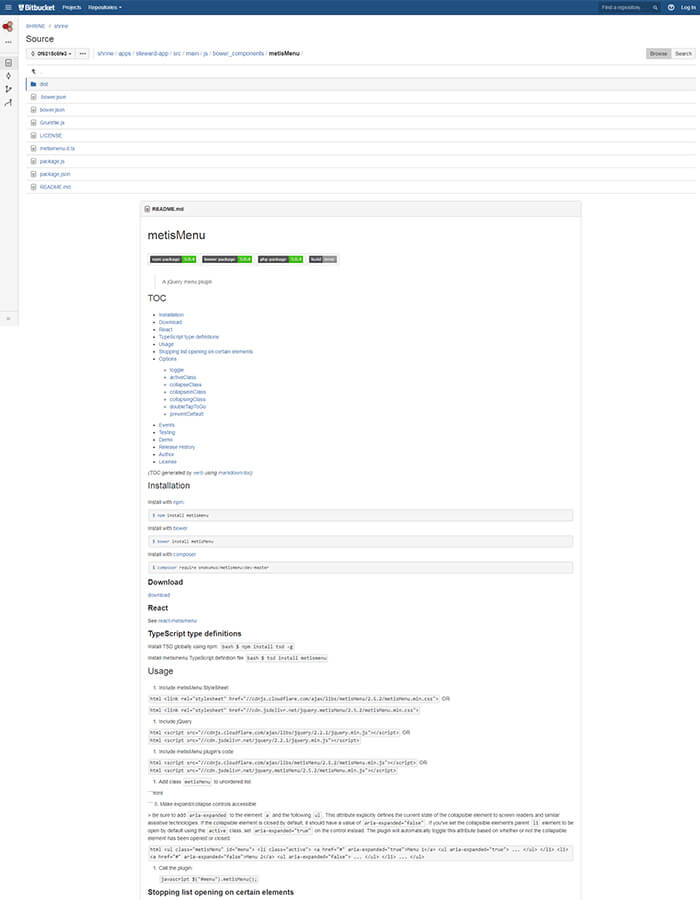 Bitbucket Projects Repositories Find a repository... Log In
SHRINE / shrine
Source
... shrine / apps / steward-app / src / main / js / bower_components / metisMenu / Browse Search
dist
.bower.json
bower.json
Gruntfile.js
LICENSE
metismenu.d.ts
package.js
package.json
README.md
README.md
metisMenu
npm package bower package php package build
A jQuery menu plugin
TOC
Installation
Download
React
TypeScript type definitions
Usage
Stopping list opening on certain elements
Options
toggle
activeClass
collapseClass
collapseInClass
collapsingClass
doubleTapToGo
preventDefault
Events
Testing
Demo
Release History
Author
License
(TOC generated by verb using markdown-toc)
Installation
Install with npm:
$ npm install metismenu
Install with bower
$ bower install metisMenu
Install with composer
$ composer require onokumus/metismenu:dev-master
Download
download
React
See react-metismenu
TypeScript type definitions
Install TSD globally using npm: bash $ npm install tsd -g
Install metismenu TypeScript definition file bash $ tsd install metismenu
Usage
1. Include metisMenu StyleSheet
html <link rel="stylesheet" href="//cdnjs.cloudflare.com/ajax/libs/metisMenu/2.5.2/metisMenu.min.css"> OR
html <link rel="stylesheet" href="//cdn.jsdelivr.net/jquery.metisMenu/2.5.2/metisMenu.min.css">
1. Include jQuery
html <script src="//cdnjs.cloudflare.com/ajax/libs/jquery/2.2.1/jquery.min.js"></script> OR
html <script src="//cdn.jsdelivr.net/jquery/2.2.1/jquery.min.js"></script>
1. Include metisMenu plugin's code
html <script src="//cdnjs.cloudflare.com/ajax/libs/metisMenu/2.5.2/metisMenu.min.js"></script> OR
html <script src="//cdn.jsdelivr.net/jquery.metisMenu/2.5.2/metisMenu.min.js"></script>
1. Add class metisMenu to unordered list
```html
``` 5. Make expand/collapse controls accessible
> Be sure to add aria-expanded to the element a and the following ul. This attribute explicitly defines the current state of the collapsible element to screen readers and similar
assistive technologies. If the collapsible element is closed by default, it should have a value of aria-expanded="false". If you've set the collapsible element's parent li element to be
open by default using the active class, set aria-expanded="true" on the control instead. The plugin will automatically toggle this attribute based on whether or not the collapsible
element has been opened or closed.
html <ul class="metisMenu" id="menu"> <li class="active"> <a href="#" aria-expanded="true">Menu 1</a> <ul aria-expanded="true"> ... </ul> </li> <li>
<a href="#" aria-expanded="false">Menu 2</a> <ul aria-expanded="false"> ... </ul> </li> ... </ul>
1. Call the plugin:
javascript $("#menu").metisMenu();
Stopping list opening on certain elements